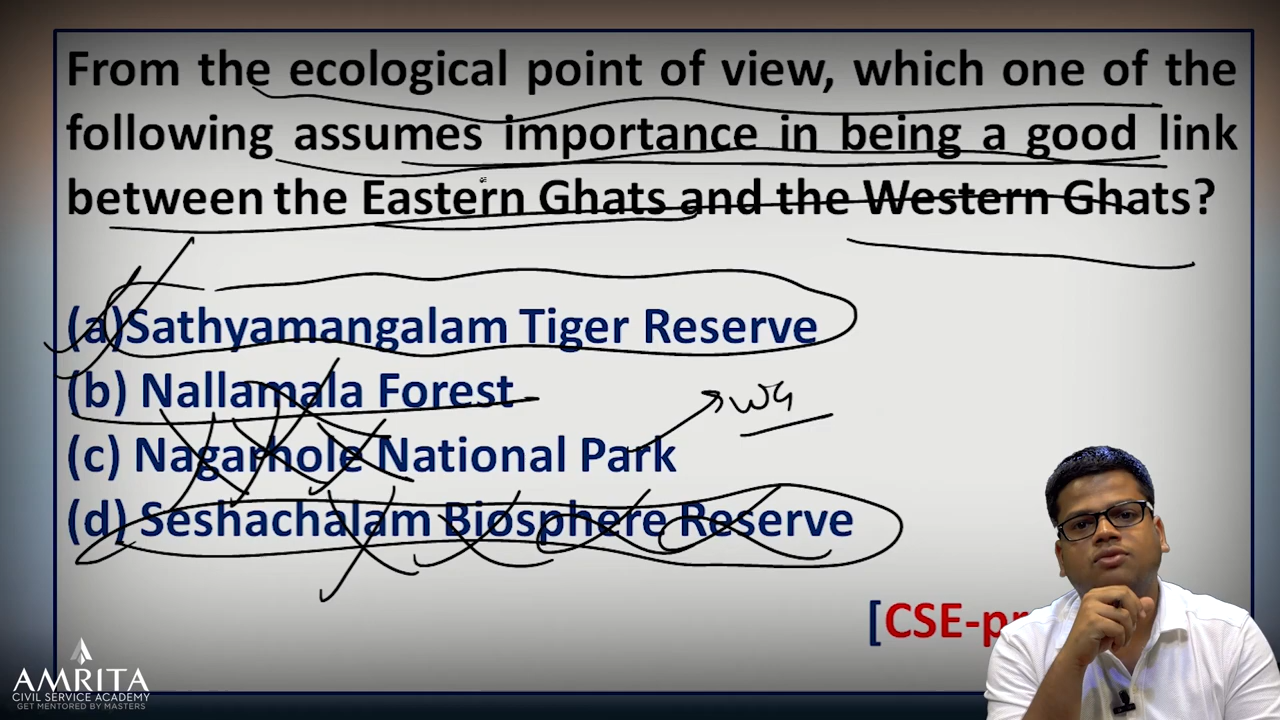 From the ecological point of view, which one of the
following assumes importance in being a good link
between the Eastern Ghats and the Western Ghats?
(a)Sathyamangalam Tiger Reserve
(b) Nallamala Forest
(c) Nagarhole National Park
WG
(d) Seshachalam Biosphere Reserve
[CSE-pr
AMRITA
CIVIL SERVICE ACADEMY
GET MENTORED BY MASTERS